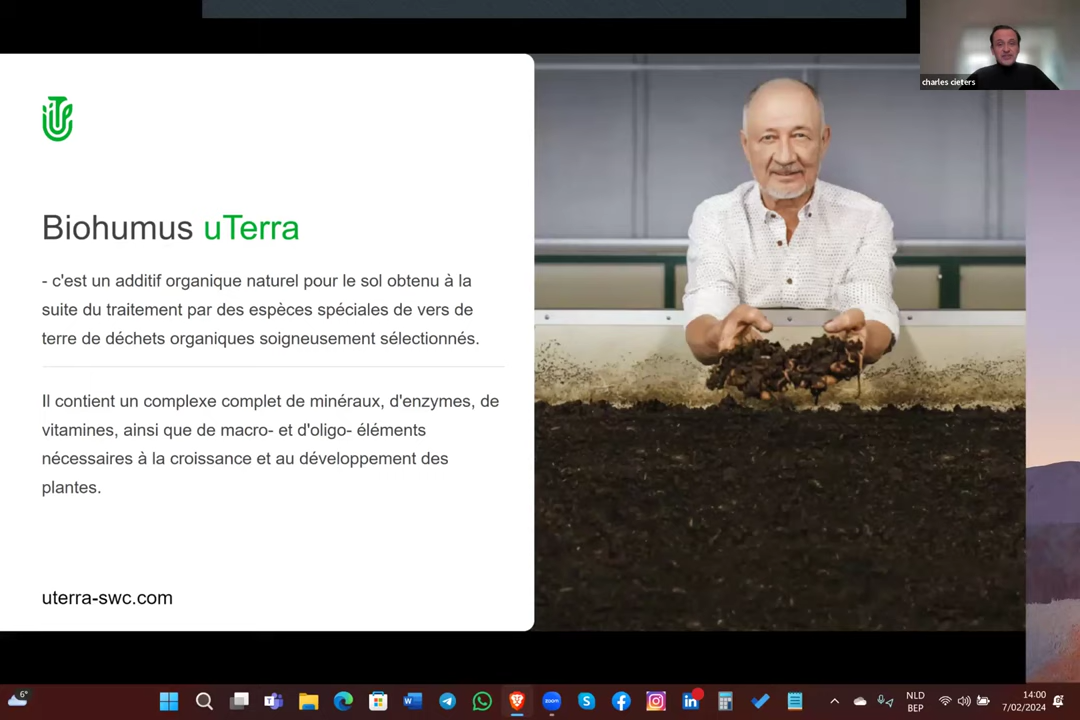 charles cieters
Biohumus uTerra
- c'est un additif organique naturel pour le sol obtenu à la
suite du traitement par des espèces spéciales de vers de
terre de déchets organiques soigneusement sélectionnés.
Il contient un complexe complet de minéraux, d'enzymes, de
vitamines, ainsi que de macro- et d'oligo- éléments
nécessaires à la croissance et au développement des
plantes.
uterra-swc.com
6°
zoom
NLD
BEP
14:00
7/02/2024